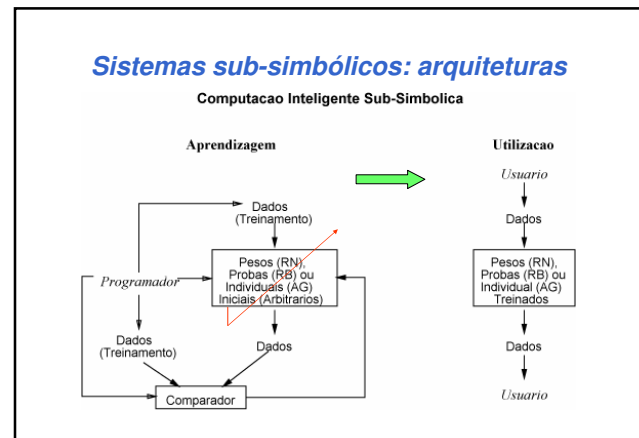 Sistemas sub-simbólicos: arquiteturas
Computacao Inteligente Sub-Simbolica
Aprendizagem
Utilizacao
Dados
(Treinamento)
Programador
Pesos (RN),
Probas (RB) ou
Individuais (AG)
Iniciais (Arbitrarios)
Dados
(Treinamento)
Dados
Comparador
Usuario
Dados
Pesos (RN),
Probas (RB) ou
Individual (AG)
Treinados
Dados
Usuario